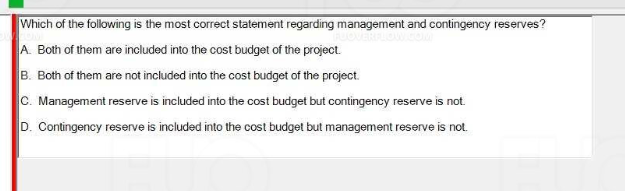 Which of the following is the most correct statement regarding management and contingency reserves?
A. Both of them are included into the cost budget of the project.
B. Both of them are not included into the cost budget of the project.
C. Management reserve is included into the cost budget but contingency reserve is not.
D. Contingency reserve is included into the cost budget but management reserve is not.